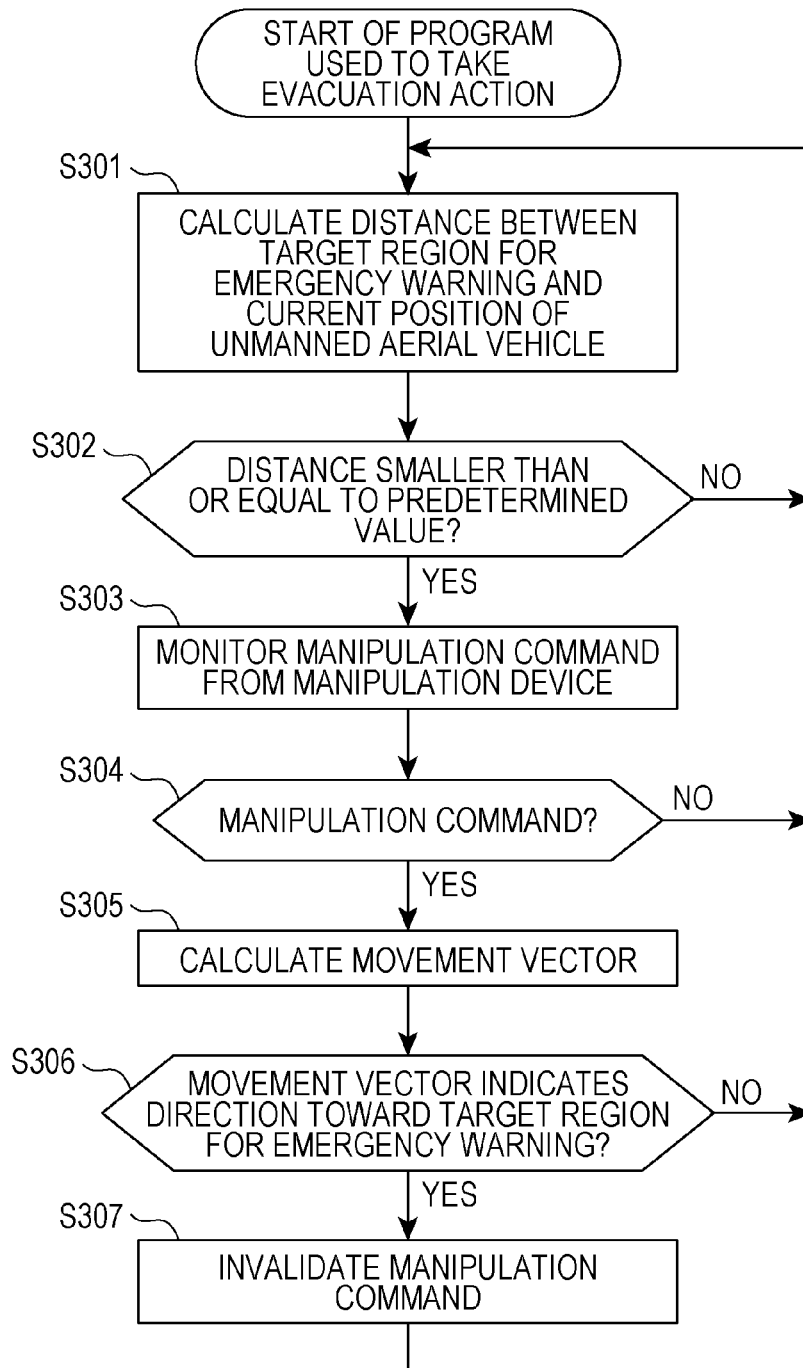 START OF PROGRAM
USED TO TAKE
EVACUATION ACTION
S301
CALCULATE DISTANCE BETWEEN
TARGET REGION FOR
EMERGENCY WARNING AND
CURRENT POSITION OF
UNMANNED AERIAL VEHICLE
S302
DISTANCE SMALLER THAN
OR EQUAL TO PREDETERMINED
VALUE?
NO
YES
S303
MONITOR MANIPULATION COMMAND
FROM MANIPULATION DEVICE
S304
MANIPULATION COMMAND?
NO
YES
S305
CALCULATE MOVEMENT VECTOR
S306
MOVEMENT VECTOR INDICATES
DIRECTION TOWARD TARGET REGION
FOR EMERGENCY WARNING?
NO
YES
S307
INVALIDATE MANIPULATION
COMMAND